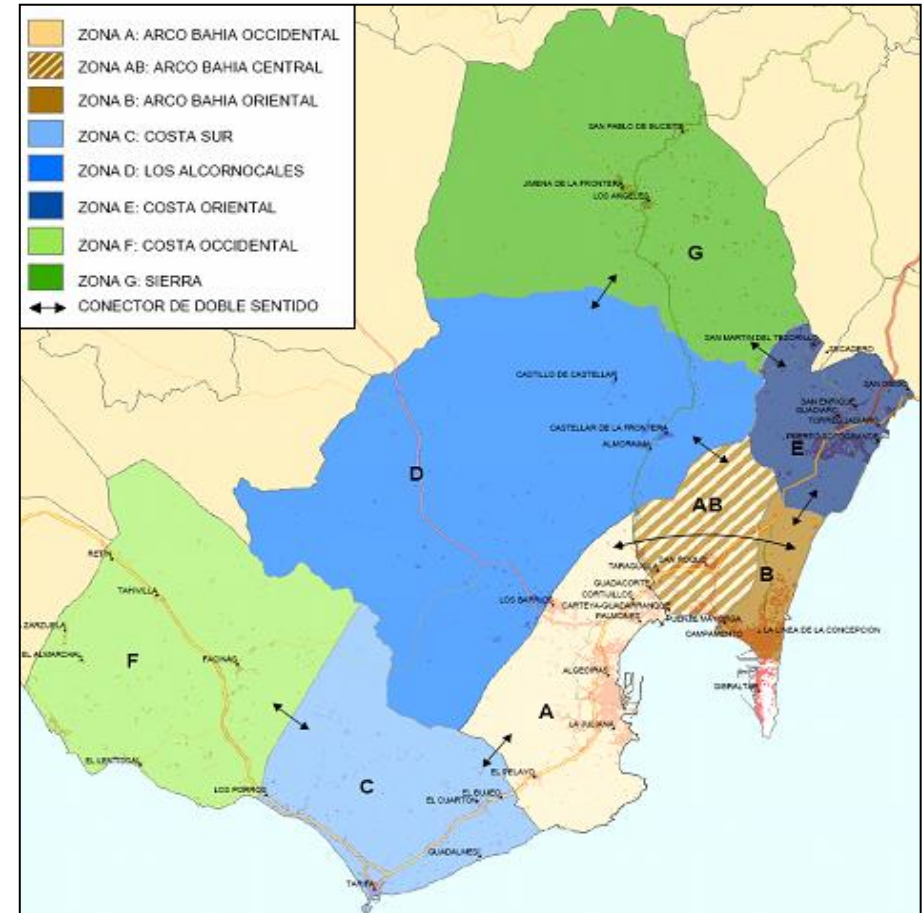 ZONA A: ARCO BAHIA OCCIDENTAL
ZONA AB: ARCO BAHIA CENTRAL
ZONA B: ARCO BAHIA ORIENTAL
ZONA C: COSTA SUR
ZONA D: LOS ALCORNOCALES
ZONA E: COSTA ORIENTAL
ZONA F: COSTA OCCIDENTAL
ZONA G: SIERRA
CONECTOR DE DOBLE SENTIDO
SAN PABLO DE BUCEITE
JIMENA DE LA FRONTERA
LOS ANGELES
G
SAN MARTIN DEL TESORILLO
SECADERO
CASTILLO DE CASTELLAR
SAN DIEGO
SAN ENRIQUE
GUADIARO
TORREGUADIARO
CASTELLAR DE LA FRONTERA
PUERTO SOTOGRANDE
ALMORAIMA
E
D
AB
RETIN
SAN ROQUE
TARAGUILLA
B
TAHIVILLA
GUADACORTE
CORTIJILLOS
LOS BARRIOS
CARTEYA-GUADARRANQUE
PALMONES
PUENTE MAYORGA
ZARZUELA
CAMPAMENTO
LA LINEA DE LA CONCEPCIÓN
EL ALMARCHAL
F
FACINAS
ALGECIRAS
GIBRALTAR
A
LA JULIANA
EL LENTISCAL
EL PELAYO
LOS PORROS
C
EL BUJEO
EL CUARTON
GUADALMESI
TARIFA